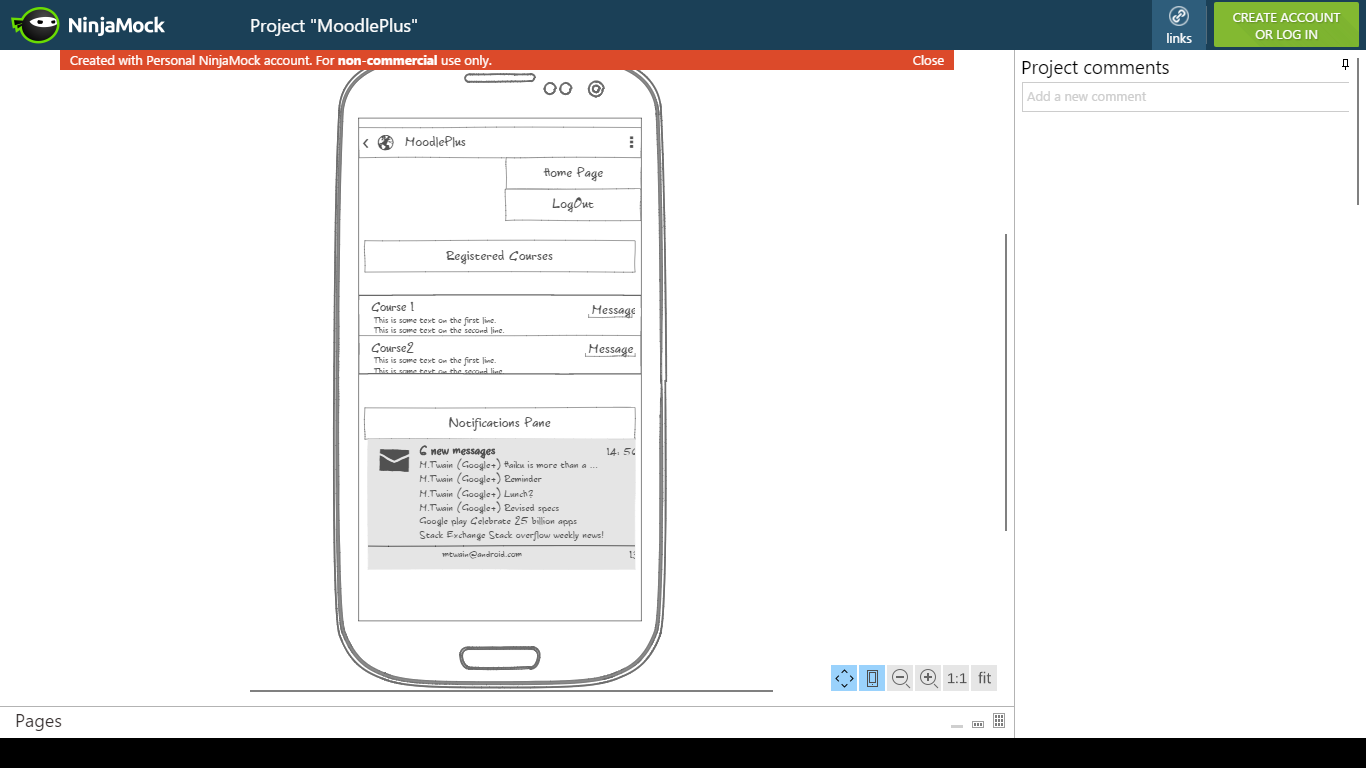 NinjaMock
Project "MoodlePlus"
links
CREATE ACCOUNT
OR LOG IN
Created with Personal NinjaMock account. For non-commercial use only.
Close
Project comments
Add a new comment
MoodlePlus
Home Page
LogOut
Registered Courses
Course 1
Message
This is some text on the first line.
This is some text on the second line.
Course2
Message
This is some text on the first line.
This is some text on the second line
Notifications Pane
6 new messages
14:
M.Twain (Google+) Haiku is more than a ...
M.Twain (Google+) Reminder
M.Twain (Google+) Lunch?
M.Twain (Google+) Revised specs
Google play Celebrate 25 billion apps
Stack Exchange Stack overflow weekly news!
mtwain@android.com
1:1
fit
Pages